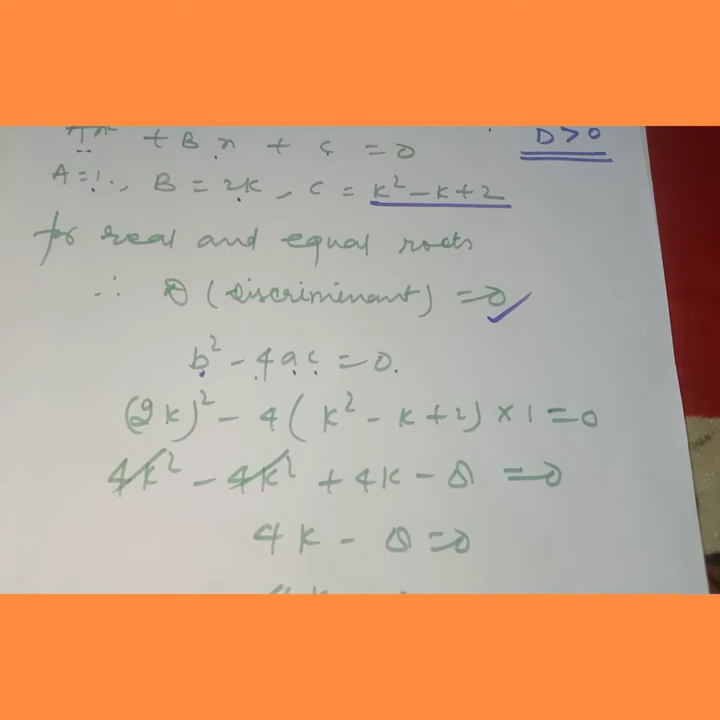 D>0
+ Bx + c = 0
A=1, B = 2K, C = K² - K + 2
for real and equal roots
∴ D (discriminant) = 0
b² - 4ac = 0.
(2K)² - 4(K² - K + 2) × 1 = 0
4K² - 4K² + 4K - 8 = 0
4K - 8 = 0